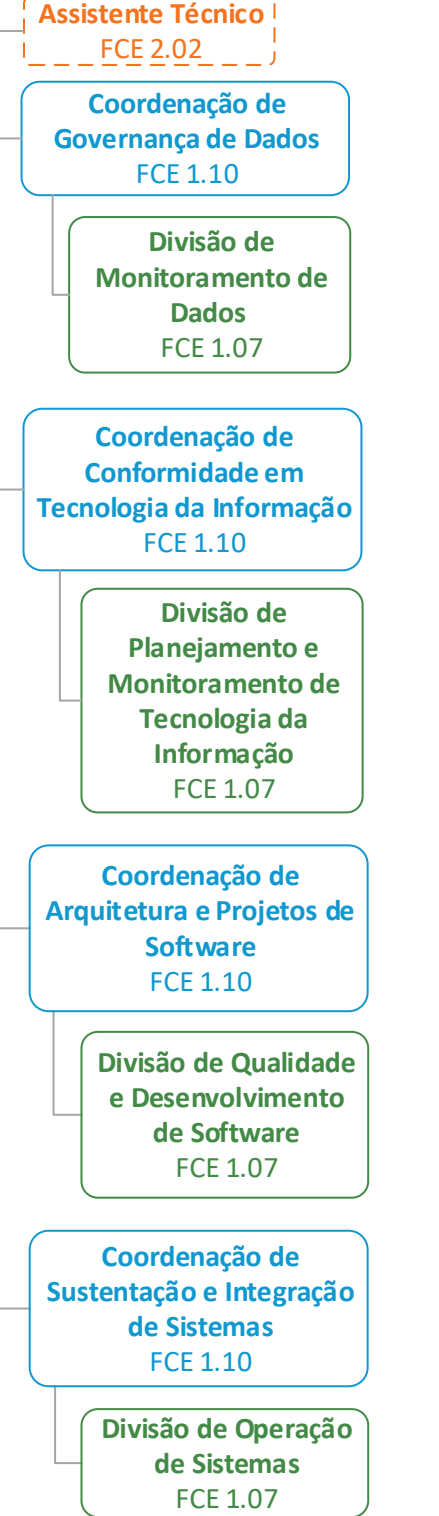 Assistente Técnico
FCE 2.02
Coordenação de
Governança de Dados
FCE 1.10
Divisão de
Monitoramento de
Dados
FCE 1.07
Coordenação de
Conformidade em
Tecnologia da Informação
FCE 1.10
Divisão de
Planejamento e
Monitoramento de
Tecnologia da
Informação
FCE 1.07
Coordenação de
Arquitetura e Projetos de
Software
FCE 1.10
Divisão de Qualidade
e Desenvolvimento
de Software
FCE 1.07
Coordenação de
Sustentação e Integração
de Sistemas
FCE 1.10
Divisão de Operação
de Sistemas
FCE 1.07